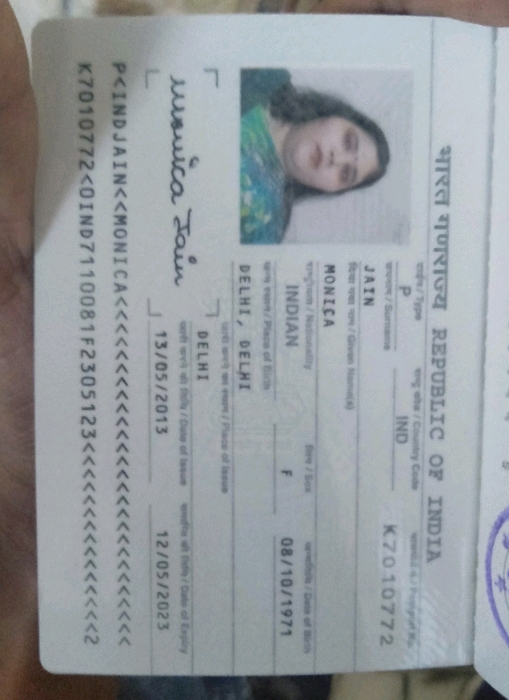 भारत गणराज्य REPUBLIC OF INDIA
टाईप / Type
राष्ट्र कोड / Country Code
पासपोर्ट नं. / Passport No.
P
IND
K7010772
उपनाम / Surname
JAIN
दिया गया नाम / Given Name(s)
MONICA
राष्ट्रीयता / Nationality
लिंग / Sex
जन्मतिथि / Date of Birth
INDIAN
F
08/10/1971
जन्म स्थान / Place of Birth
DELHI, DELHI
जारी करने का स्थान / Place of Issue
DELHI
जारी करने की तिथि / Date of Issue
समाप्ति की तिथि / Date of Expiry
13/05/2013
12/05/2023
Monica Jain
P<INDJAIN<<MONICA<<<<<<<<<<<<<<<<<<<<<<<<<<<
K7010772<0IND7110081F2305123<<<<<<<<<<<<<<<2